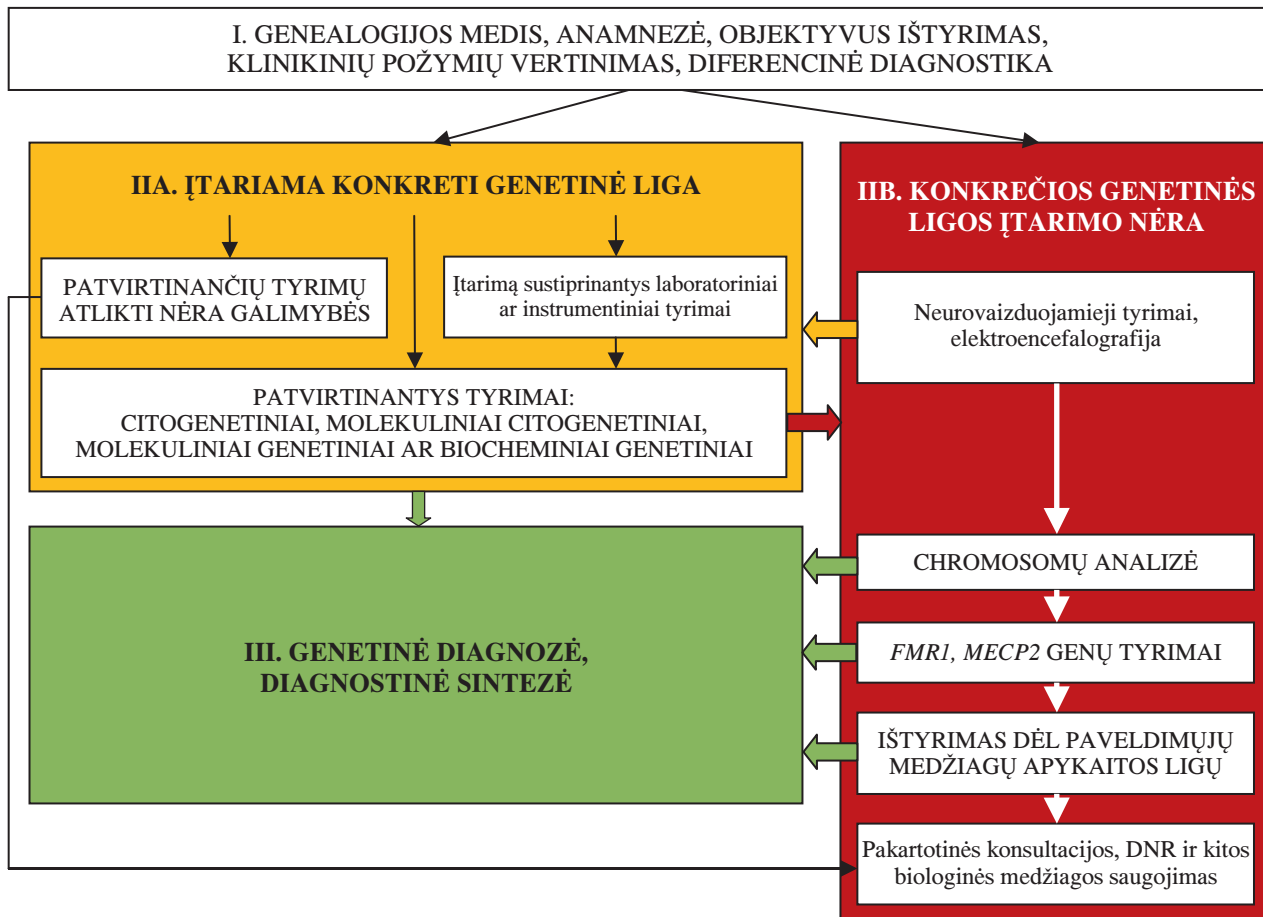 I. GENEALOGIJOS MEDIS, ANAMNEZĖ, OBJEKTYVUS IŠTYRIMAS,
KLINIKINIŲ POŽYMIŲ VERTINIMAS, DIFERENCINĖ DIAGNOSTIKA
IIA. ĮTARIAMA KONKRETI GENETINĖ LIGA
PATVIRTINANČIŲ TYRIMŲ
ATLIKTI NĖRA GALIMYBĖS
Įtarimą sustiprinantys laboratoriniai
ar instrumentiniai tyrimai
PATVIRTINANTYS TYRIMAI:
CITOGENETINIAI, MOLEKULINIAI CITOGENETINIAI,
MOLEKULINIAI GENETINIAI AR BIOCHEMINIAI GENETINIAI
IIB. KONKREČIOS GENETINĖS
LIGOS ĮTARIMO NĖRA
Neurovaizduojamieji tyrimai,
elektroencefalografija
CHROMOSOMŲ ANALIZĖ
FMR1, MECP2 GENŲ TYRIMAI
IŠTYRIMAS DĖL PAVELDIMŲJŲ
MEDŽIAGŲ APYKAITOS LIGŲ
Pakartotinės konsultacijos, DNR ir kitos
biologinės medžiagos saugojimas
III. GENETINĖ DIAGNOZĖ,
DIAGNOSTINĖ SINTEZĖ